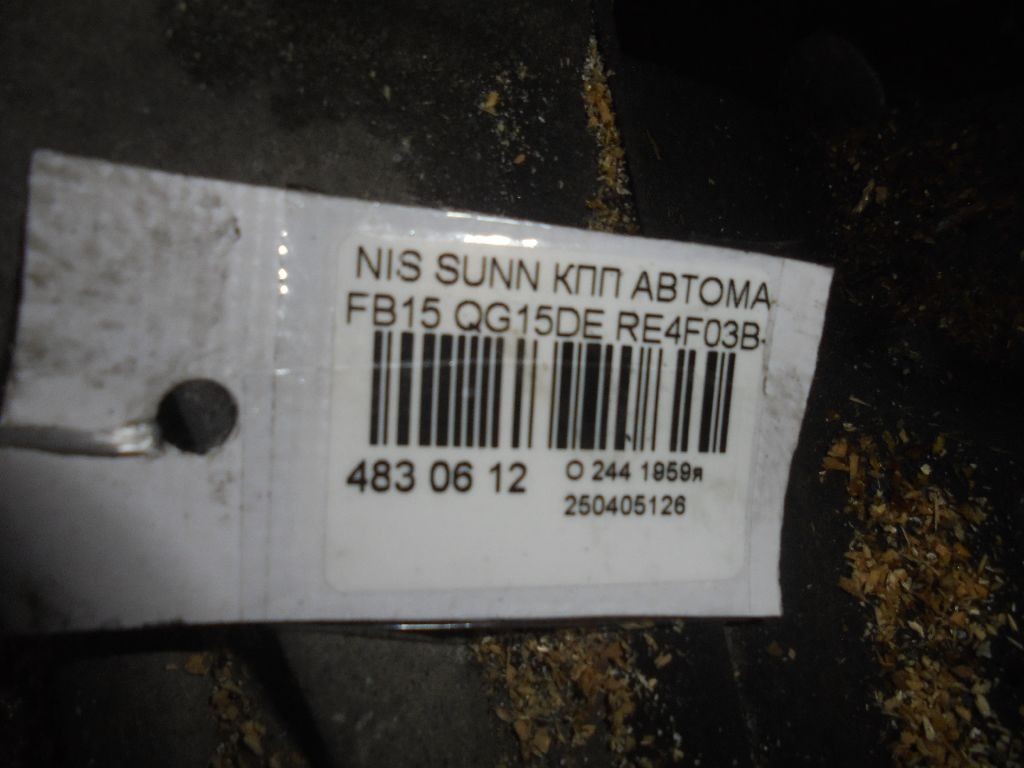 NIS SUNN КПП АВТОМА
FB15 QG15DE RE4F03B-
483 06 12
О 244 1959я
250405126